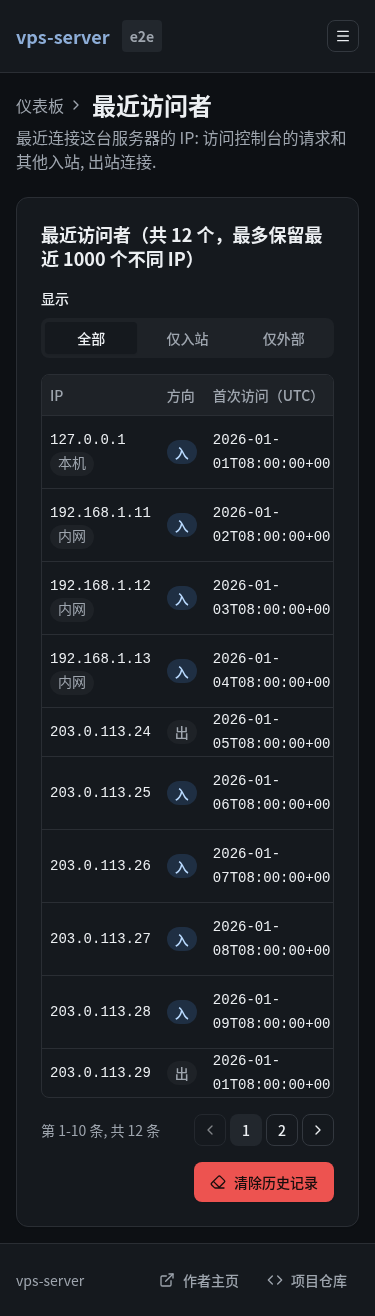 vps-server e2e
仪表板 > 最近访问者
最近连接这台服务器的 IP: 访问控制台的请求和
其他入站, 出站连接.
最近访问者（共 12 个，最多保留最
近 1000 个不同 IP）
显示
全部 仅入站 仅外部
IP 方向 首次访问（UTC）
127.0.0.1 入 2026-01-
本机 01T08:00:00+00
192.168.1.11 入 2026-01-
内网 02T08:00:00+00
192.168.1.12 入 2026-01-
内网 03T08:00:00+00
192.168.1.13 入 2026-01-
内网 04T08:00:00+00
203.0.113.24 出 2026-01-
05T08:00:00+00
203.0.113.25 入 2026-01-
06T08:00:00+00
203.0.113.26 入 2026-01-
07T08:00:00+00
203.0.113.27 入 2026-01-
08T08:00:00+00
203.0.113.28 入 2026-01-
09T08:00:00+00
203.0.113.29 出 2026-01-
01T08:00:00+00
第 1-10 条, 共 12 条 1 2
清除历史记录
vps-server 作者主页 项目仓库